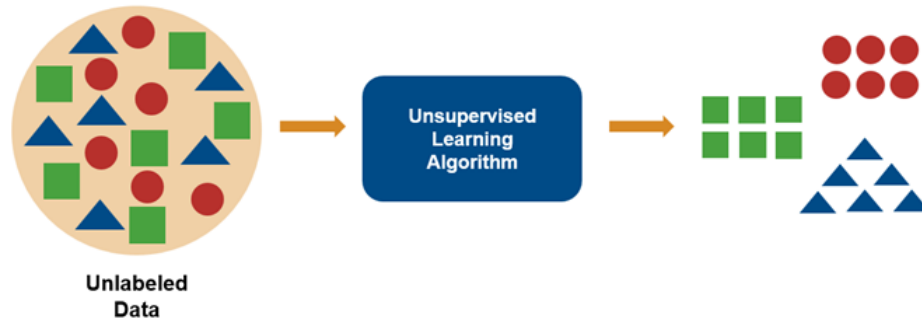 Unsupervised
Learning
Algorithm
Unlabeled
Data